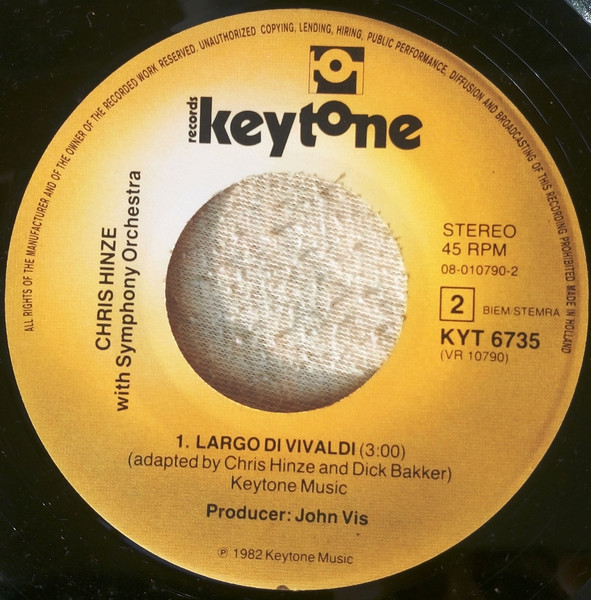 ALL RIGHTS OF THE MANUFACTURER AND OF THE OWNER OF THE RECORDED WORK RESERVED. UNAUTHORIZED COPYING, LENDING, HIRING, PUBLIC PERFORMANCE, DIFFUSION AND BROADCASTING OF THIS RECORDING PROHIBITED MADE IN HOLLAND
records
keytone
CHRIS HINZE
with Symphony Orchestra
STEREO
45 RPM
08-010790-2
2 BIEM/STEMRA
KYT 6735
(VR 10790)
1. LARGO DI VIVALDI (3:00)
(adapted by Chris Hinze and Dick Bakker)
Keytone Music
Producer: John Vis
℗ 1982 Keytone Music